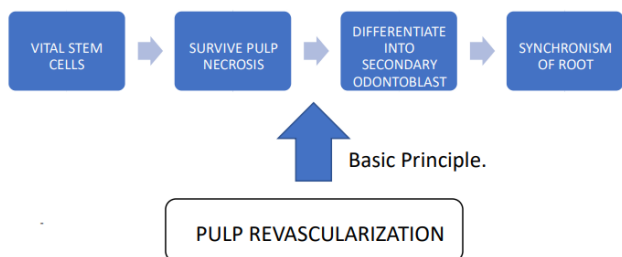 VITAL STEM
CELLS
SURVIVE PULP
NECROSIS
DIFFERENTIATE
INTO
SECONDARY
ODONTOBLAST
SYNCHRONISM
OF ROOT
Basic Principle.
-
PULP REVASCULARIZATION